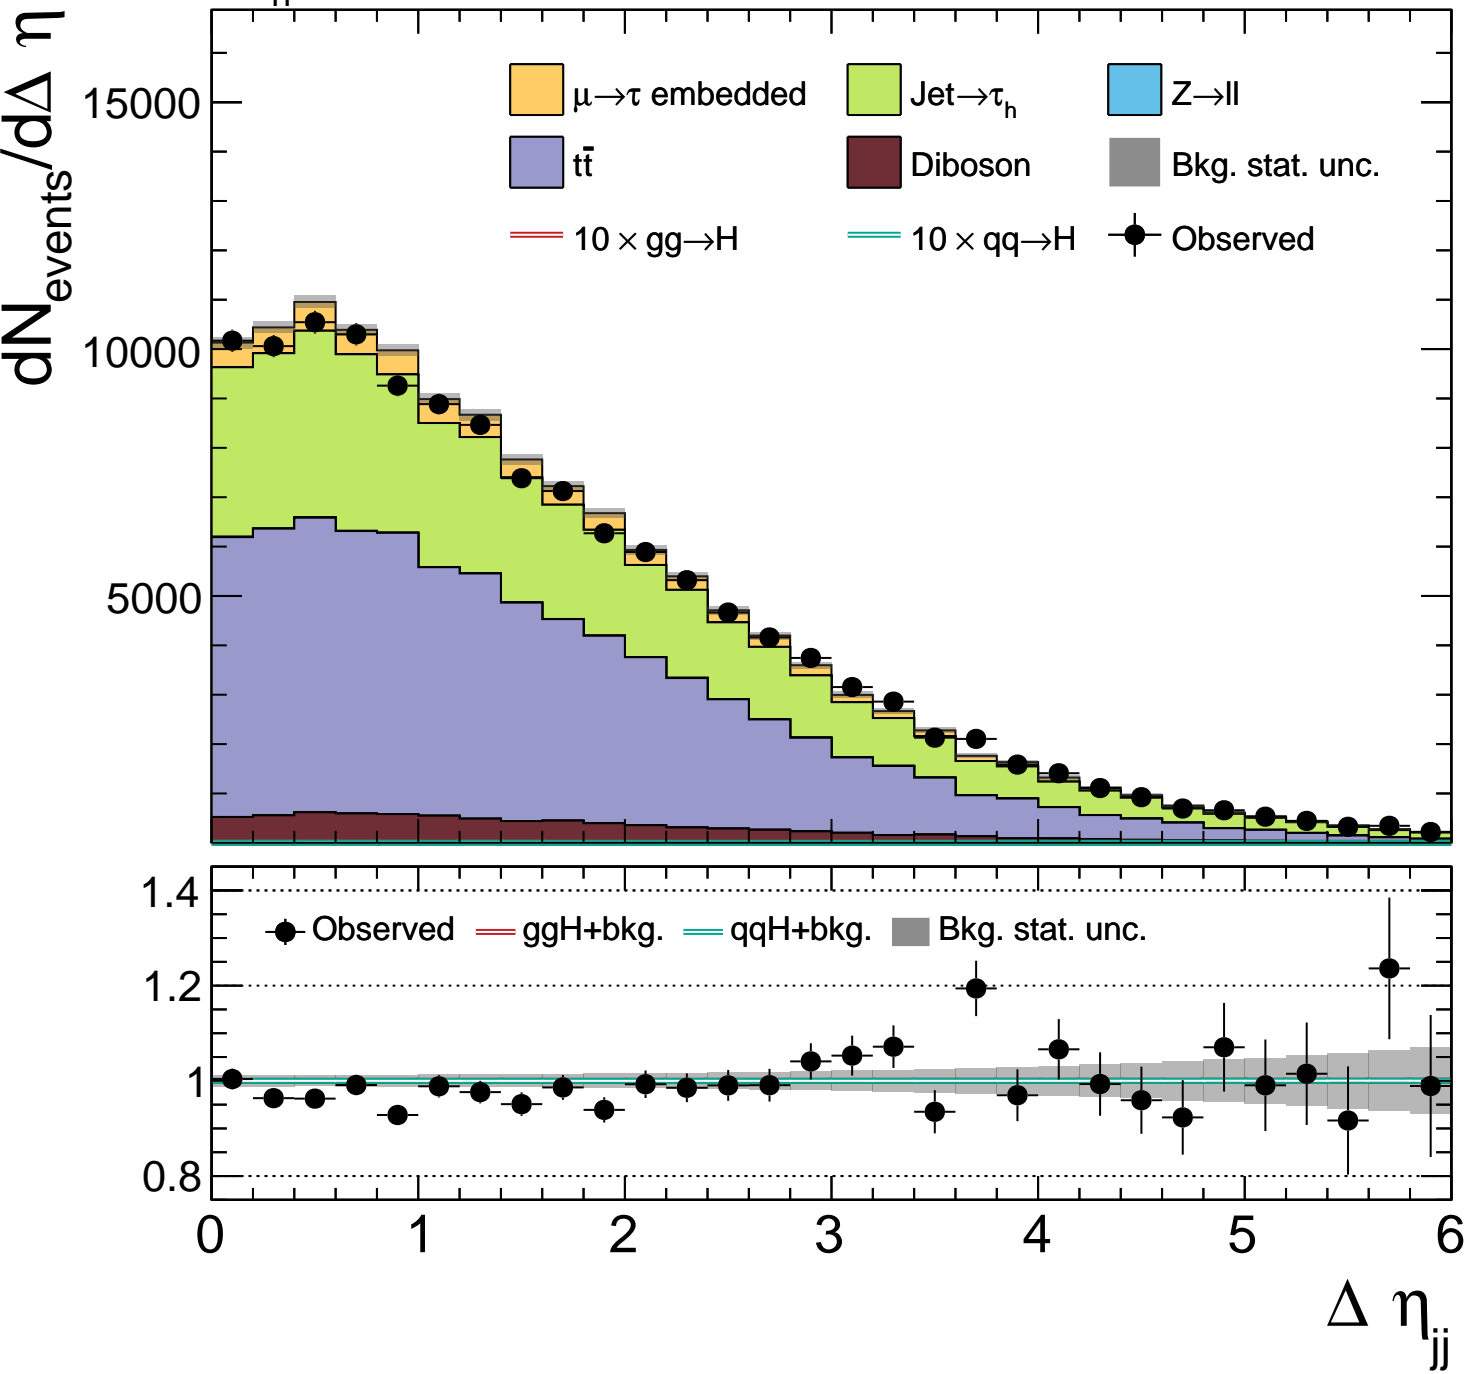 dN_events/dΔ η
15000
10000
5000
μ→τ embedded
Jet→τ_h
Z→ll
tt̄
Diboson
Bkg. stat. unc.
10 × gg→H
10 × qq→H
Observed
1.4
1.2
1
0.8
Observed
ggH+bkg.
qqH+bkg.
Bkg. stat. unc.
0 1 2 3 4 5 6
Δ η_jj